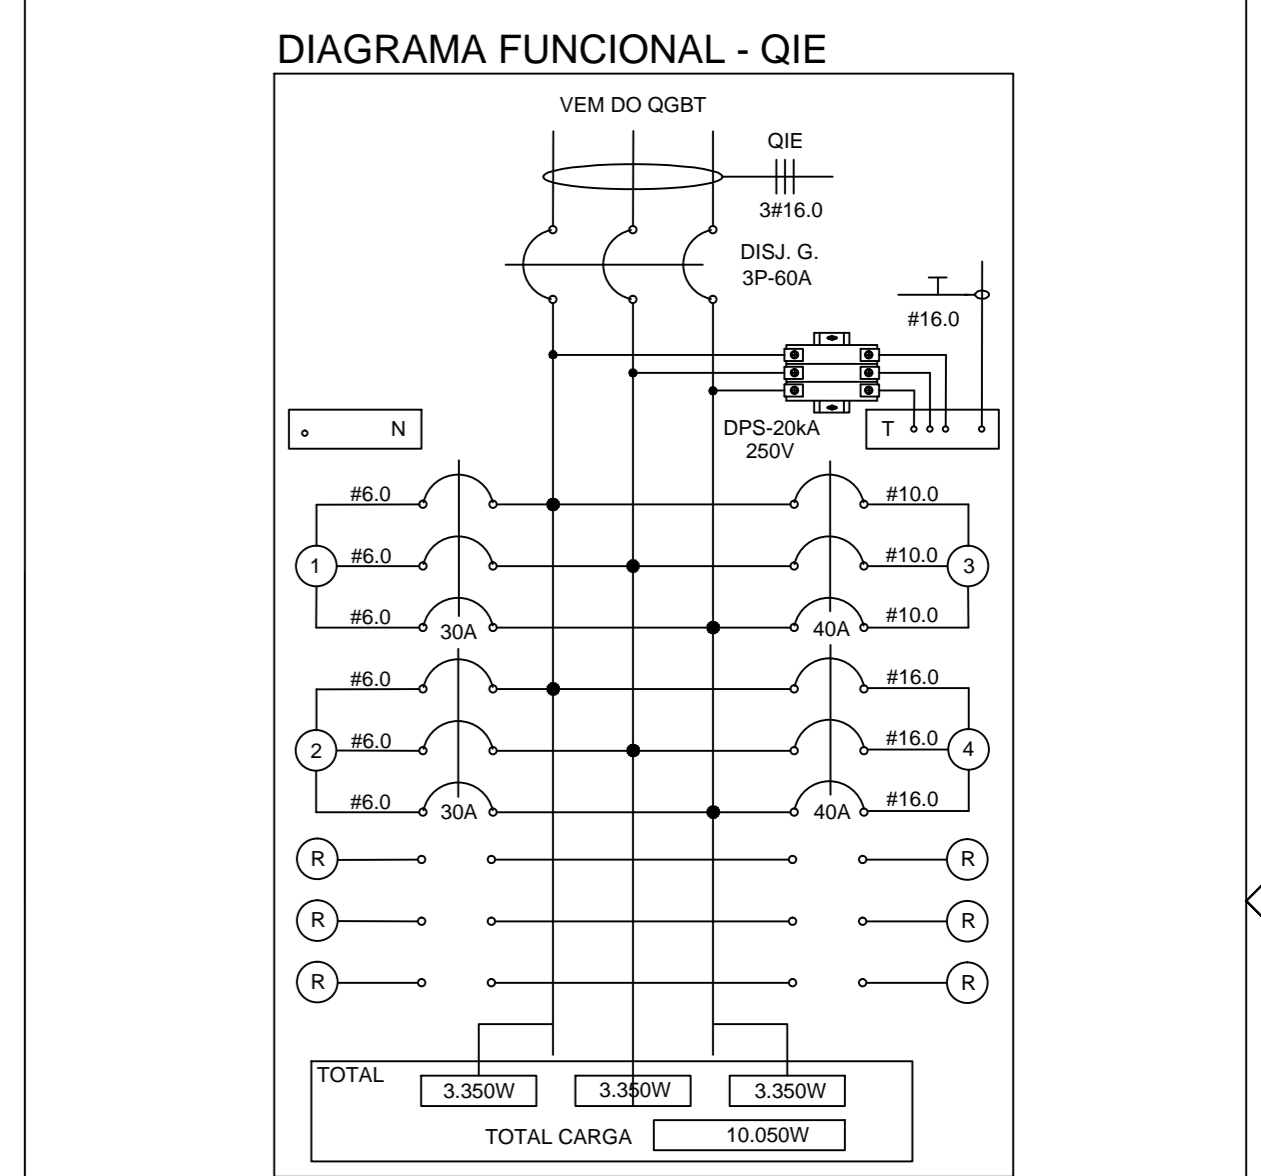 DIAGRAMA FUNCIONAL - QIE
VEM DO QGBT
QIE
3#16.0
DISJ. G.
3P-60A
#16.0
DPS-20kA
250V
N
T
#6.0
#10.0
1
#6.0
#10.0
3
#6.0
30A
40A
#10.0
#6.0
#16.0
2
#6.0
#16.0
4
#6.0
30A
40A
#16.0
R
R
R
R
R
R
TOTAL
3.350W
3.350W
3.350W
TOTAL CARGA
10.050W